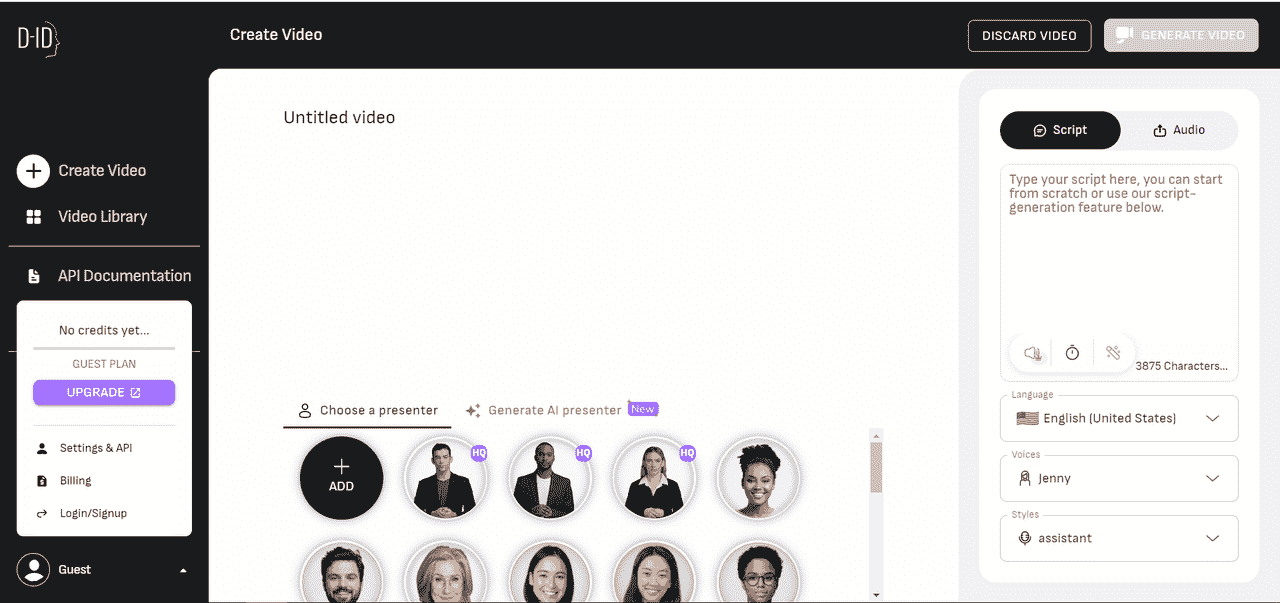 D-ID
Create Video
DISCARD VIDEO
GENERATE VIDEO
Create Video
Video Library
API Documentation
No credits yet...
GUEST PLAN
UPGRADE
Settings & API
Billing
Login/Signup
Guest
Untitled video
Choose a presenter
Generate AI presenter
New
ADD
HQ
HQ
HQ
Script
Audio
Type your script here, you can start
from scratch or use our script-
generation feature below.
3875 Characters...
Language
English (United States)
Voices
Jenny
Styles
assistant